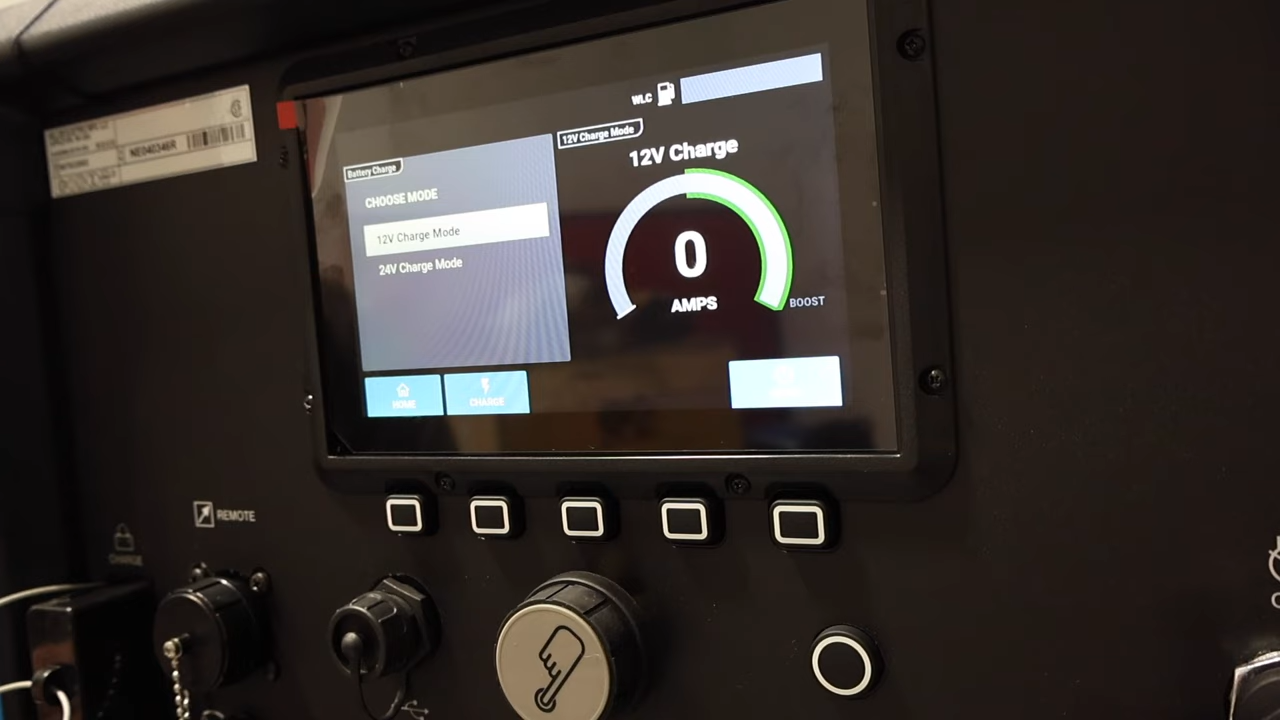 NE040346R
WLC
12V Charge Mode
12V Charge
Battery Charge
CHOOSE MODE
12V Charge Mode
24V Charge Mode
0
AMPS
BOOST
HOME
CHARGE
REMOTE
CHARGE